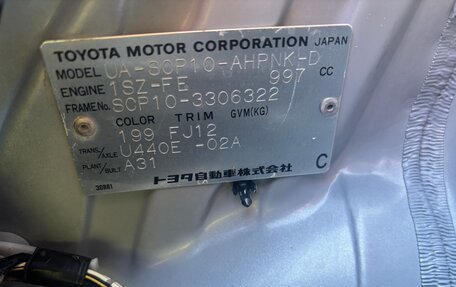 TOYOTA MOTOR CORPORATION JAPAN
MODEL UA-SCP10-AHPNK-D
ENGINE 1SZ-FE 997 CC
FRAME No. SCP10-3306322
COLOR TRIM GVM(KG)
199 FJ12
TRANS/AXLE U440E -02A
PLANT/BUILT A31
トヨタ自動車株式会社 C